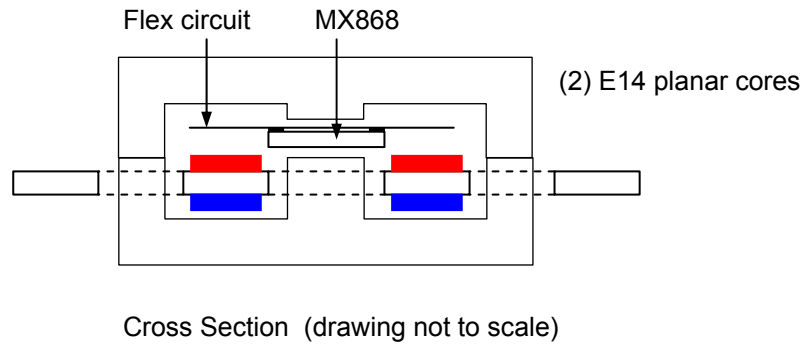 Flex circuit
MX868
(2) E14 planar cores
Cross Section (drawing not to scale)